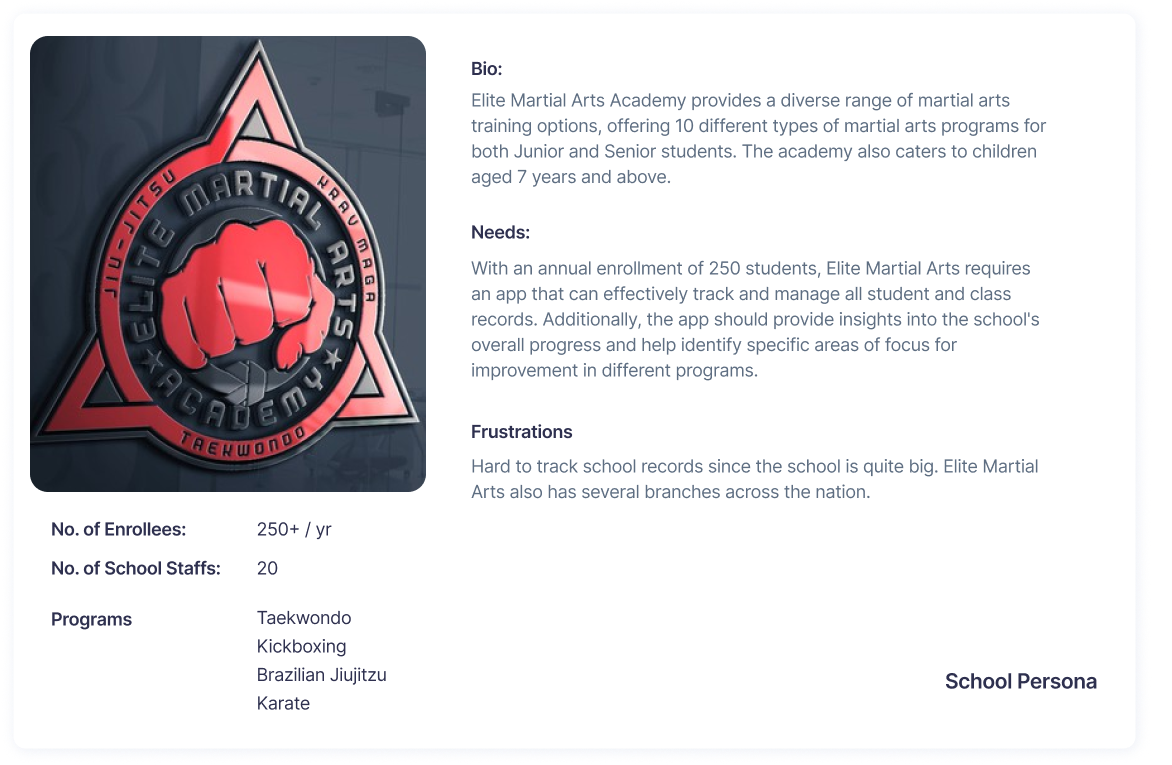 JIU-JITSU
KRAV MAGA
ELITE MARTIAL ARTS
ACADEMY
TAEKWONDO
No. of Enrollees: 250+ / yr
No. of School Staffs: 20
Programs Taekwondo
Kickboxing
Brazilian Jiujitzu
Karate
Bio:
Elite Martial Arts Academy provides a diverse range of martial arts
training options, offering 10 different types of martial arts programs for
both Junior and Senior students. The academy also caters to children
aged 7 years and above.
Needs:
With an annual enrollment of 250 students, Elite Martial Arts requires
an app that can effectively track and manage all student and class
records. Additionally, the app should provide insights into the school's
overall progress and help identify specific areas of focus for
improvement in different programs.
Frustrations
Hard to track school records since the school is quite big. Elite Martial
Arts also has several branches across the nation.
School Persona